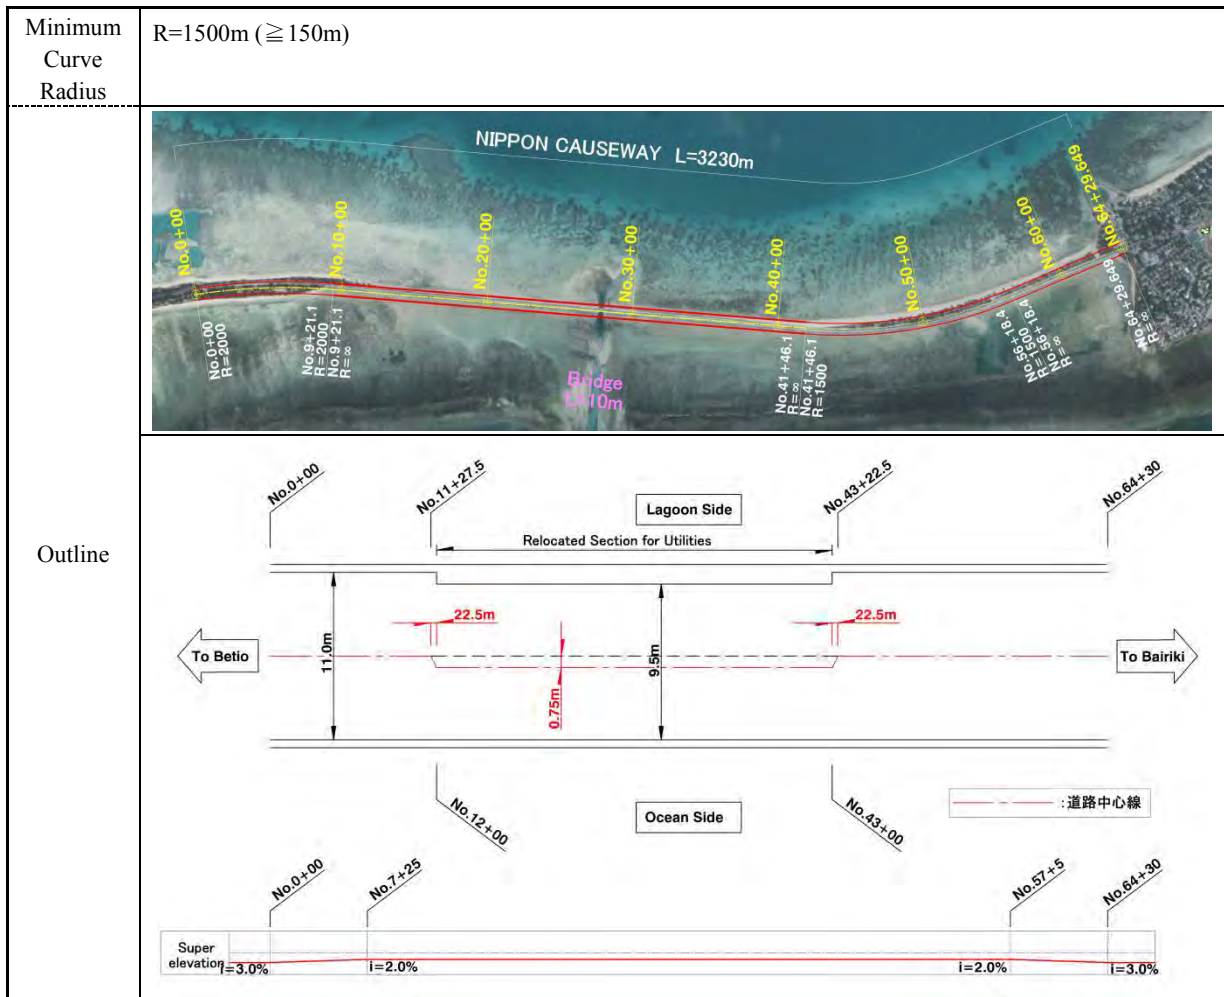 Minimum
Curve
Radius
R=1500m (≧150m)
NIPPON CAUSEWAY L=3230m
No.0+00
No.10+00
No.20+00
No.30+00
No.40+00
No.50+00
No.60+00
No.64+29.649
No.0+00
R=2000
No.9+21.1
R=2000
No.9+21.1
R=∞
Bridge
L=10m
No.41+46.1
R=∞
No.41+46.1
R=1500
No.56+18.4
R=1500
No.56+18.4
R=∞
No.64+29.649
R=∞
Outline
No.0+00
No.11+27.5
Lagoon Side
No.43+22.5
No.64+30
Relocated Section for Utilities
22.5m
22.5m
To Betio
11.0m
0.75m
9.5m
To Bairiki
No.12+00
Ocean Side
No.43+00
:道路中心線
No.0+00
No.7+25
No.57+5
No.64+30
Super
elevation
i=3.0%
i=2.0%
i=2.0%
i=3.0%